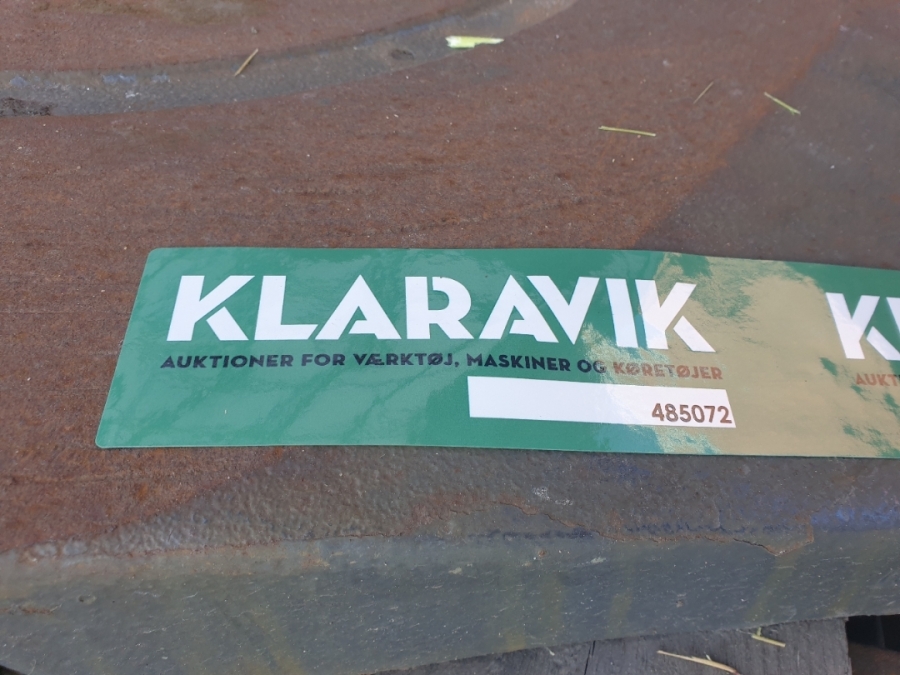 KLARAVIK
AUKTIONER FOR VÆRKTØJ, MASKINER OG KØRETØJER
485072